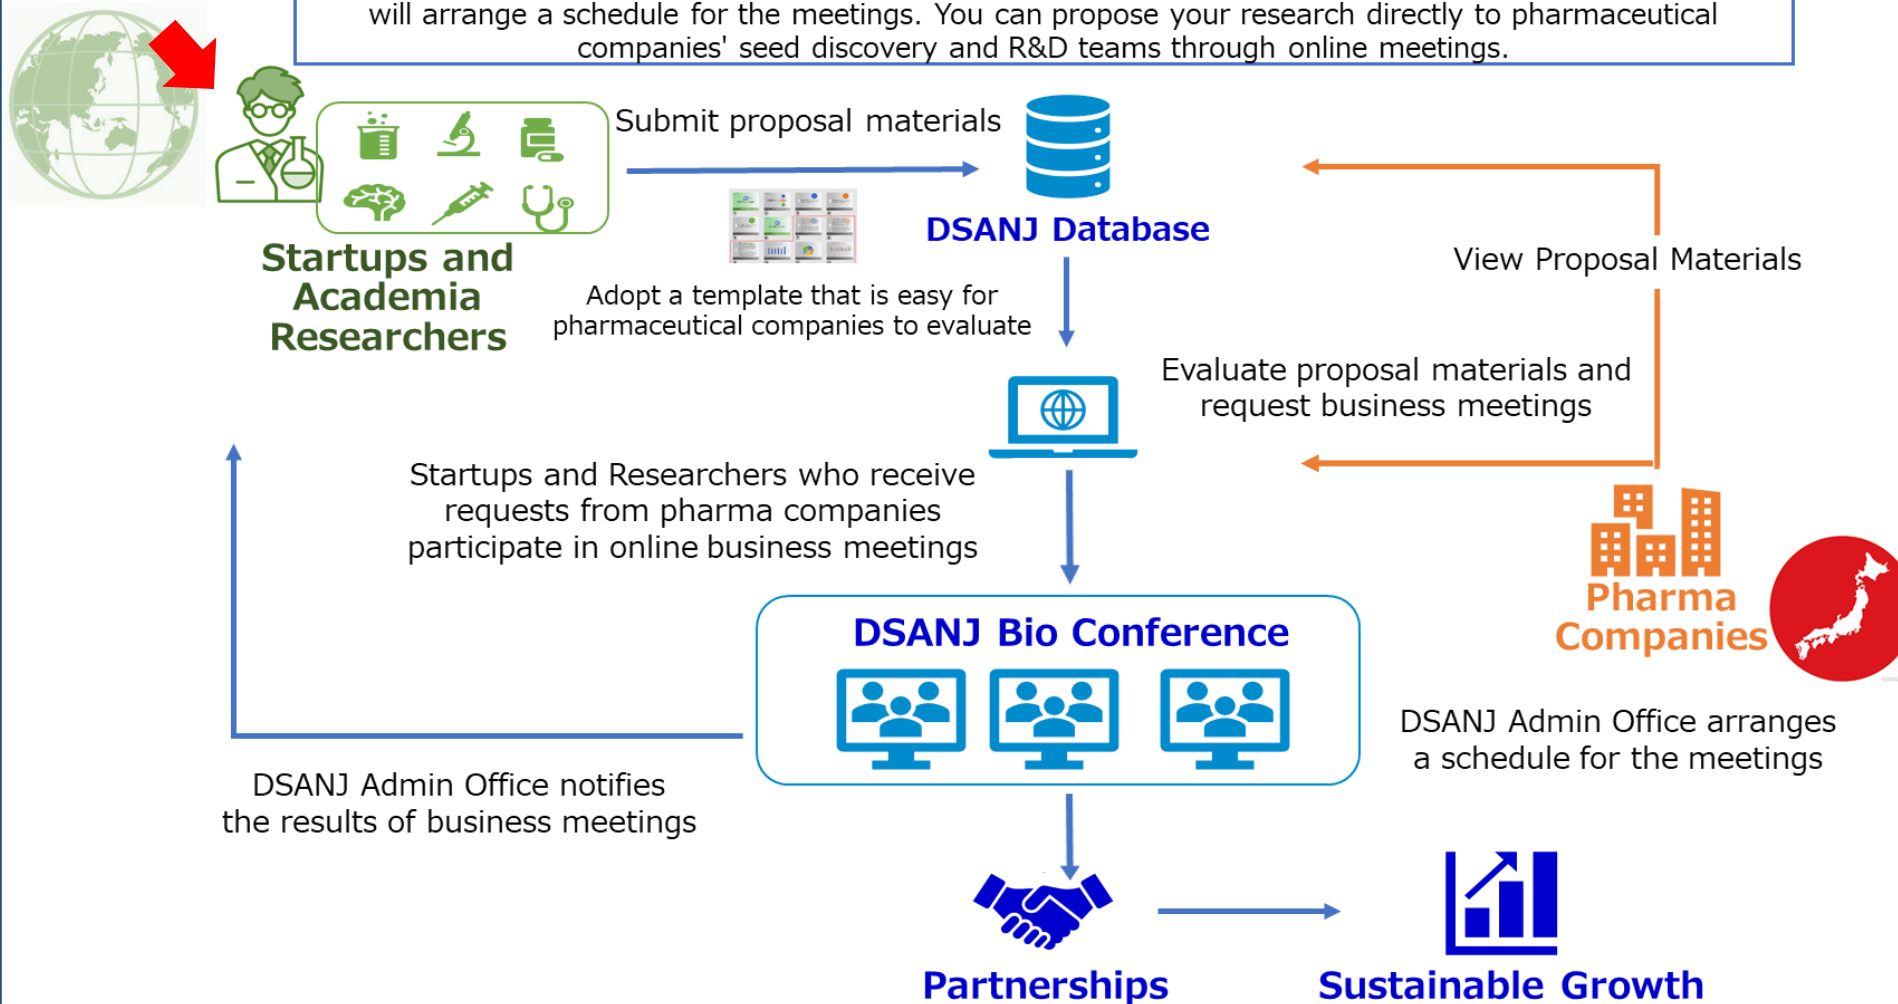 will arrange a schedule for the meetings. You can propose your research directly to pharmaceutical
companies' seed discovery and R&D teams through online meetings.
Submit proposal materials
DSANJ Database
Startups and
Academia
Researchers
Adopt a template that is easy for
pharmaceutical companies to evaluate
View Proposal Materials
Evaluate proposal materials and
request business meetings
Startups and Researchers who receive
requests from pharma companies
participate in online business meetings
Pharma
Companies
DSANJ Bio Conference
DSANJ Admin Office arranges
a schedule for the meetings
DSANJ Admin Office notifies
the results of business meetings
Partnerships
Sustainable Growth